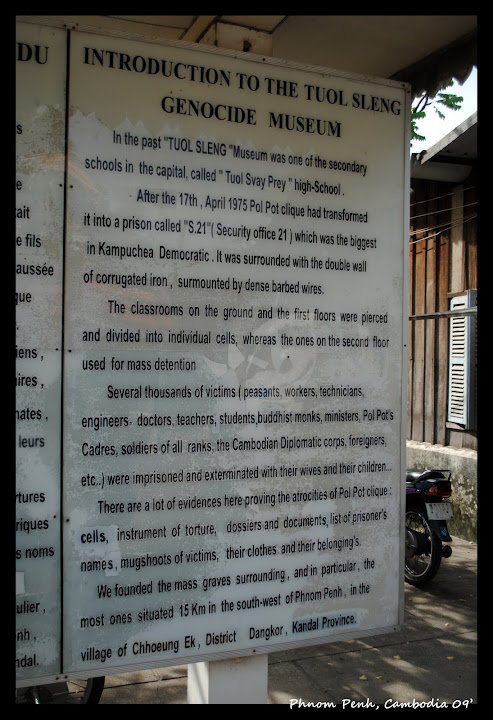 DU
s
e
tait
e fils
chaussée
que
r.
iens ,
aires ,
nates ,
leurs
rtures
riques
s noms
ulier ,
enh ,
ndal.
INTRODUCTION TO THE TUOL SLENG
GENOCIDE MUSEUM
In the past "TUOL SLENG "Museum was one of the secondary
schools in the capital, called " Tuol Svay Prey " high-School .
After the 17th , April 1975 Pol Pot clique had transformed
it into a prison called "S.21"( Security office 21 ) which was the biggest
in Kampuchea Democratic . It was surrounded with the double wall
of corrugated iron , surmounted by dense barbed wires.
The classrooms on the ground and the first floors were pierced
and divided into individual cells, whereas the ones on the second floor
used for mass detention
Several thousands of victims ( peasants, workers, technicians,
engineers, doctors, teachers, students,buddhist monks, ministers, Pol Pot's
Cadres, soldiers of all ranks, the Cambodian Diplomatic corps, foreigners,
etc..) were imprisoned and exterminated with their wives and their children...
There are a lot of evidences here proving the atrocities of Pol Pot clique :
cells, instrument of torture, dossiers and documents, list of prisoner's
names , mugshoots of victims, their clothes and their belonging's.
We founded the mass graves surrounding , and in particular , the
most ones situated 15 Km in the south-west of Phnom Penh , in the
village of Chhoeung Ek , District Dangkor , Kandal Province.
Phnom Penh, Cambodia 09'